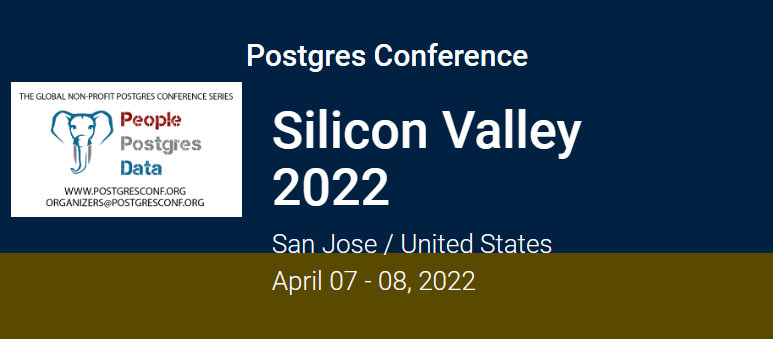 Postgres Conference
THE GLOBAL NON-PROFIT POSTGRES CONFERENCE SERIES
People
Postgres
Data
WWW.POSTGRESCONF.ORG
ORGANIZERS@POSTGRESCONF.ORG
Silicon Valley
2022
San Jose / United States
April 07 - 08, 2022